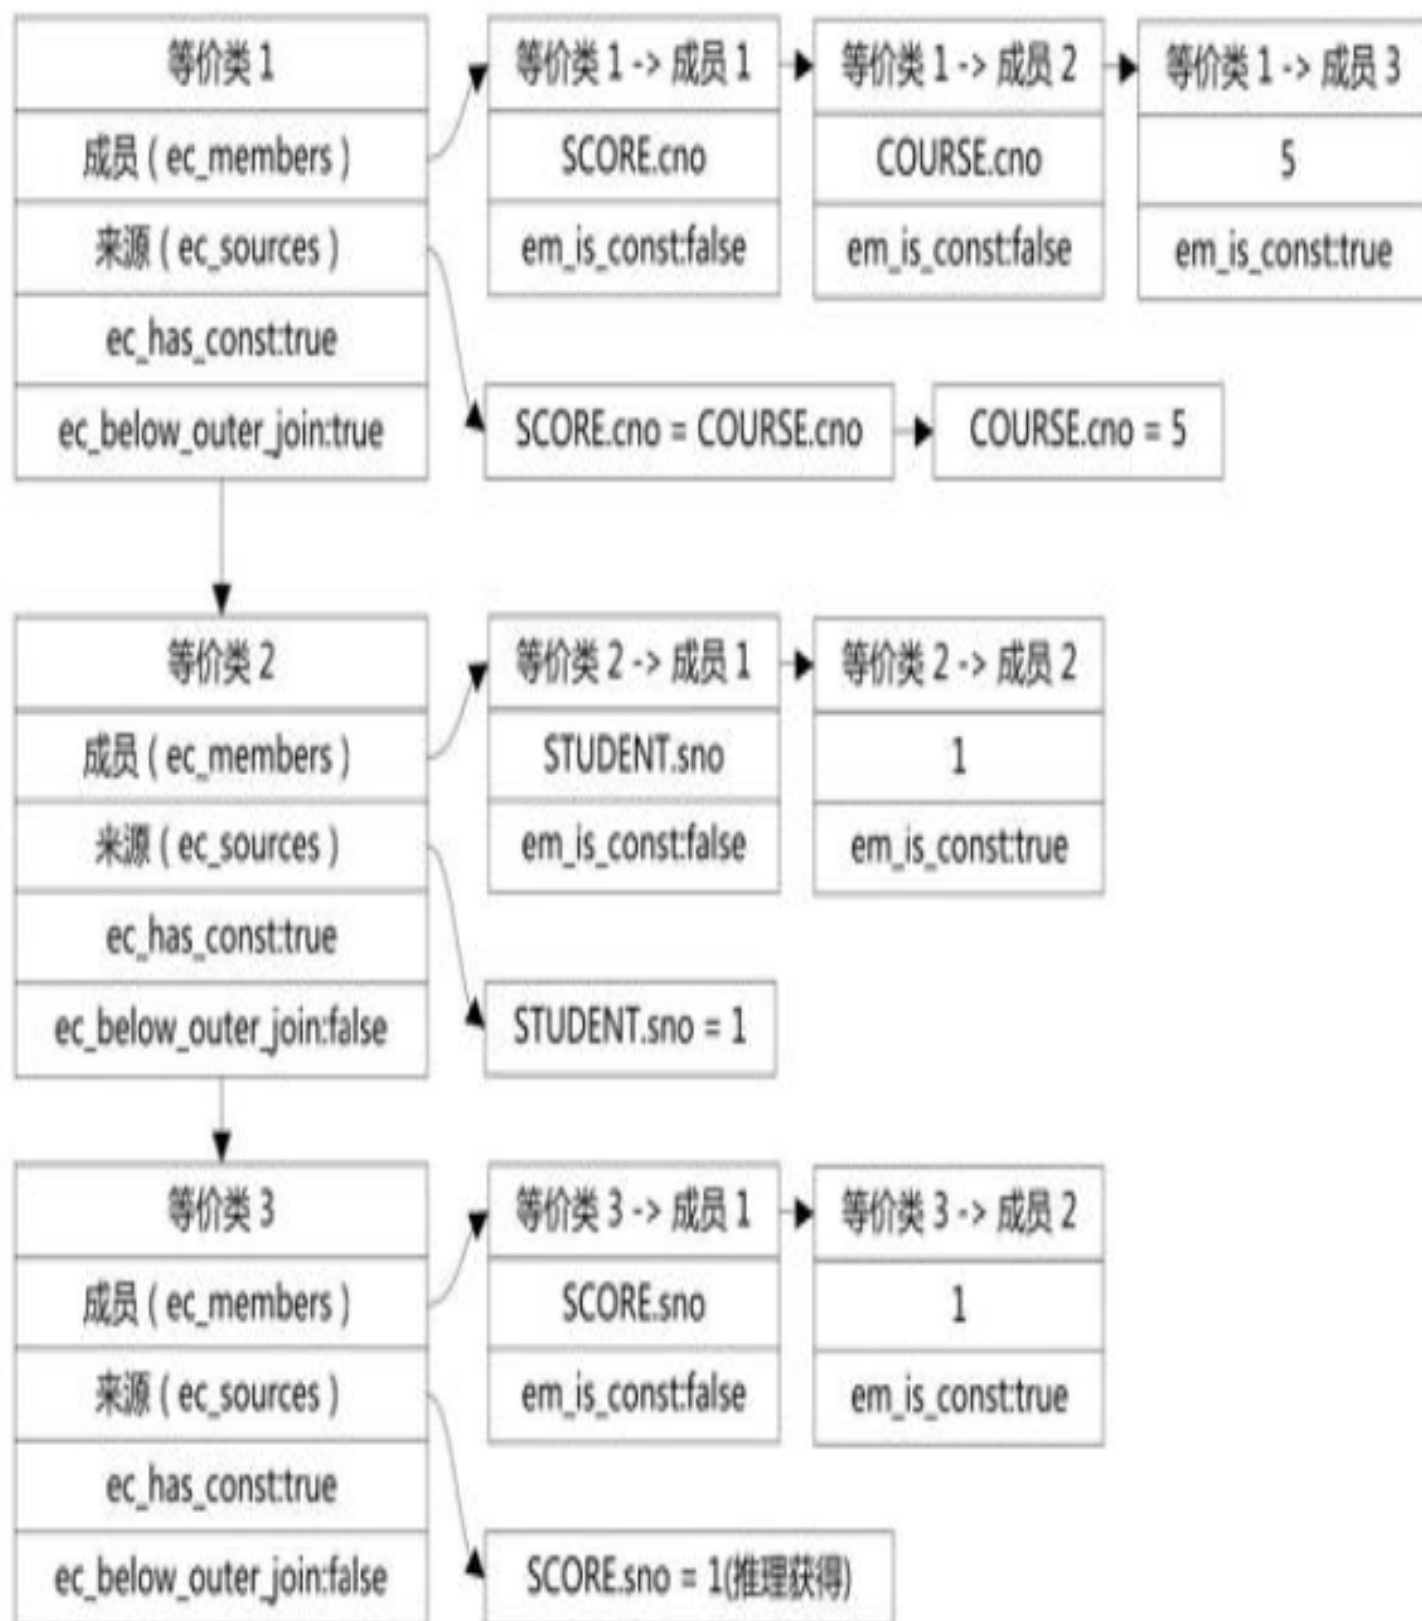 等价类 1
成员 ( ec_members )
来源 ( ec_sources )
ec_has_const:true
ec_below_outer_join:true
等价类 1 -> 成员 1
SCORE.cno
em_is_const:false
等价类 1 -> 成员 2
COURSE.cno
em_is_const:false
等价类 1 -> 成员 3
5
em_is_const:true
SCORE.cno = COURSE.cno
COURSE.cno = 5
等价类 2
成员 ( ec_members )
来源 ( ec_sources )
ec_has_const:true
ec_below_outer_join:false
等价类 2 -> 成员 1
STUDENT.sno
em_is_const:false
等价类 2 -> 成员 2
1
em_is_const:true
STUDENT.sno = 1
等价类 3
成员 ( ec_members )
来源 ( ec_sources )
ec_has_const:true
ec_below_outer_join:false
等价类 3 -> 成员 1
SCORE.sno
em_is_const:false
等价类 3 -> 成员 2
1
em_is_const:true
SCORE.sno = 1(推理获得)